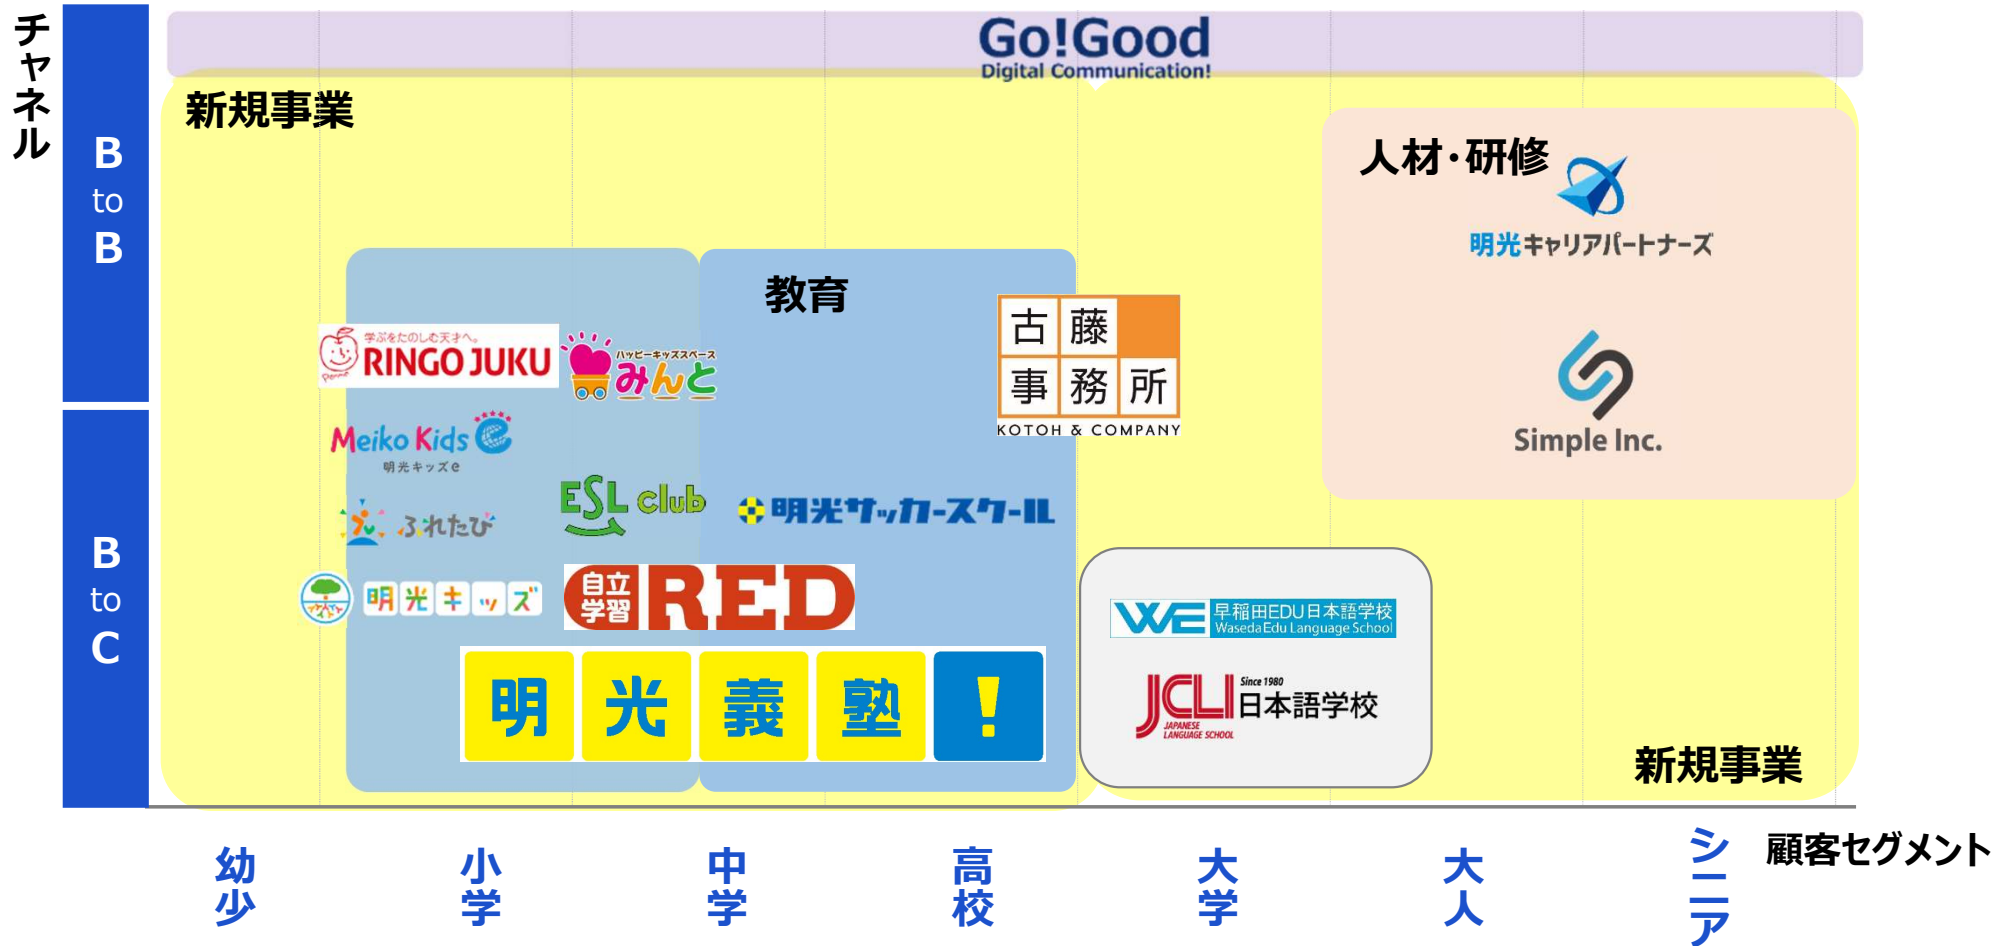 チャネル
Go!Good
Digital Communication!
新規事業
B
to
B
人材・研修
明光キャリアパートナーズ
教育
古藤
事務所
KOTOH & COMPANY
学ぶをたのしむ天才へ。
RINGO JUKU
ハッピーキッズスペース
みんと
Simple Inc.
Meiko Kids e
明光キッズe
ESL club
明光サッカースクール
ふれたび
B
to
C
明光キッズ
自立
学習
RED
早稲田EDU日本語学校
WasedaEdu Language School
WE
明光義塾!
Since 1980
JCLI
日本語学校
JAPANESE
LANGUAGE SCHOOL
新規事業
幼少
小学
中学
高校
大学
大人
シニア
顧客セグメント